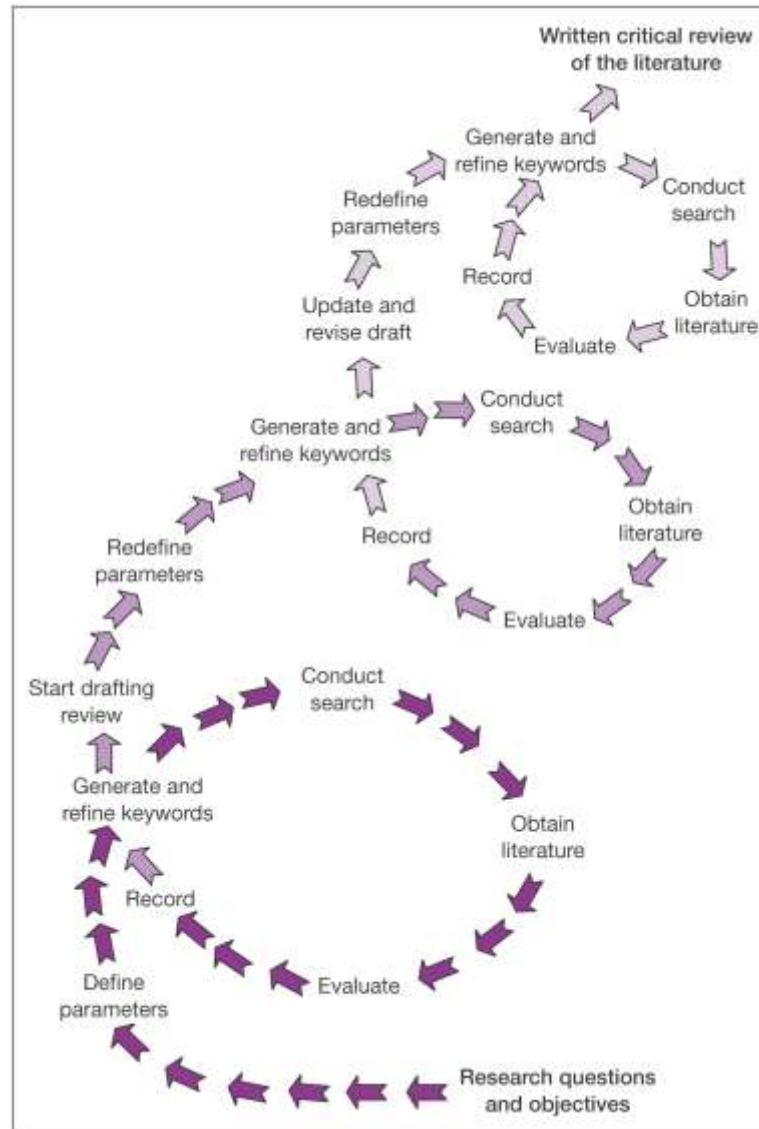 Written critical review
of the literature
Generate and
refine keywords
Conduct
search
Redefine
parameters
Record
Obtain
literature
Update and
revise draft
Evaluate
Conduct
search
Generate and
refine keywords
Obtain
literature
Record
Redefine
parameters
Evaluate
Conduct
search
Start drafting
review
Generate and
refine keywords
Obtain
literature
Record
Define
parameters
Evaluate
Research questions
and objectives